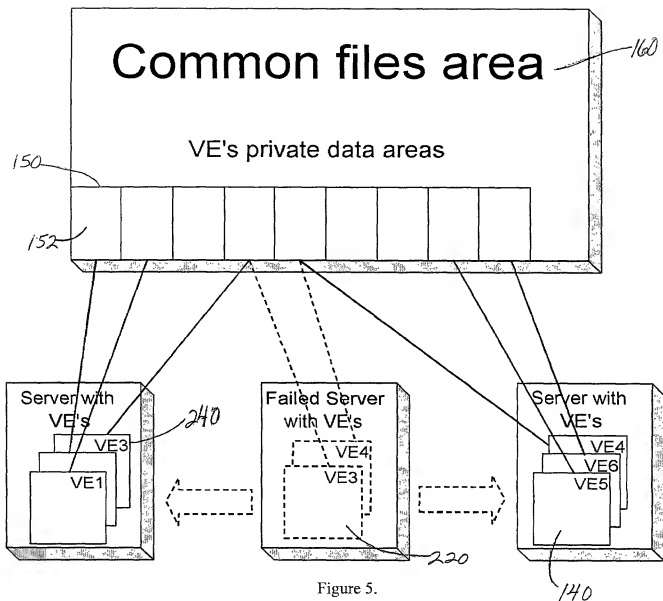 Common files area
160
VE's private data areas
150
152
Server with
VE's
VE3
240
VE1
Failed Server
with VE's
VE4
VE3
220
Server with
VE's
VE4
VE6
VE5
140
Figure 5.